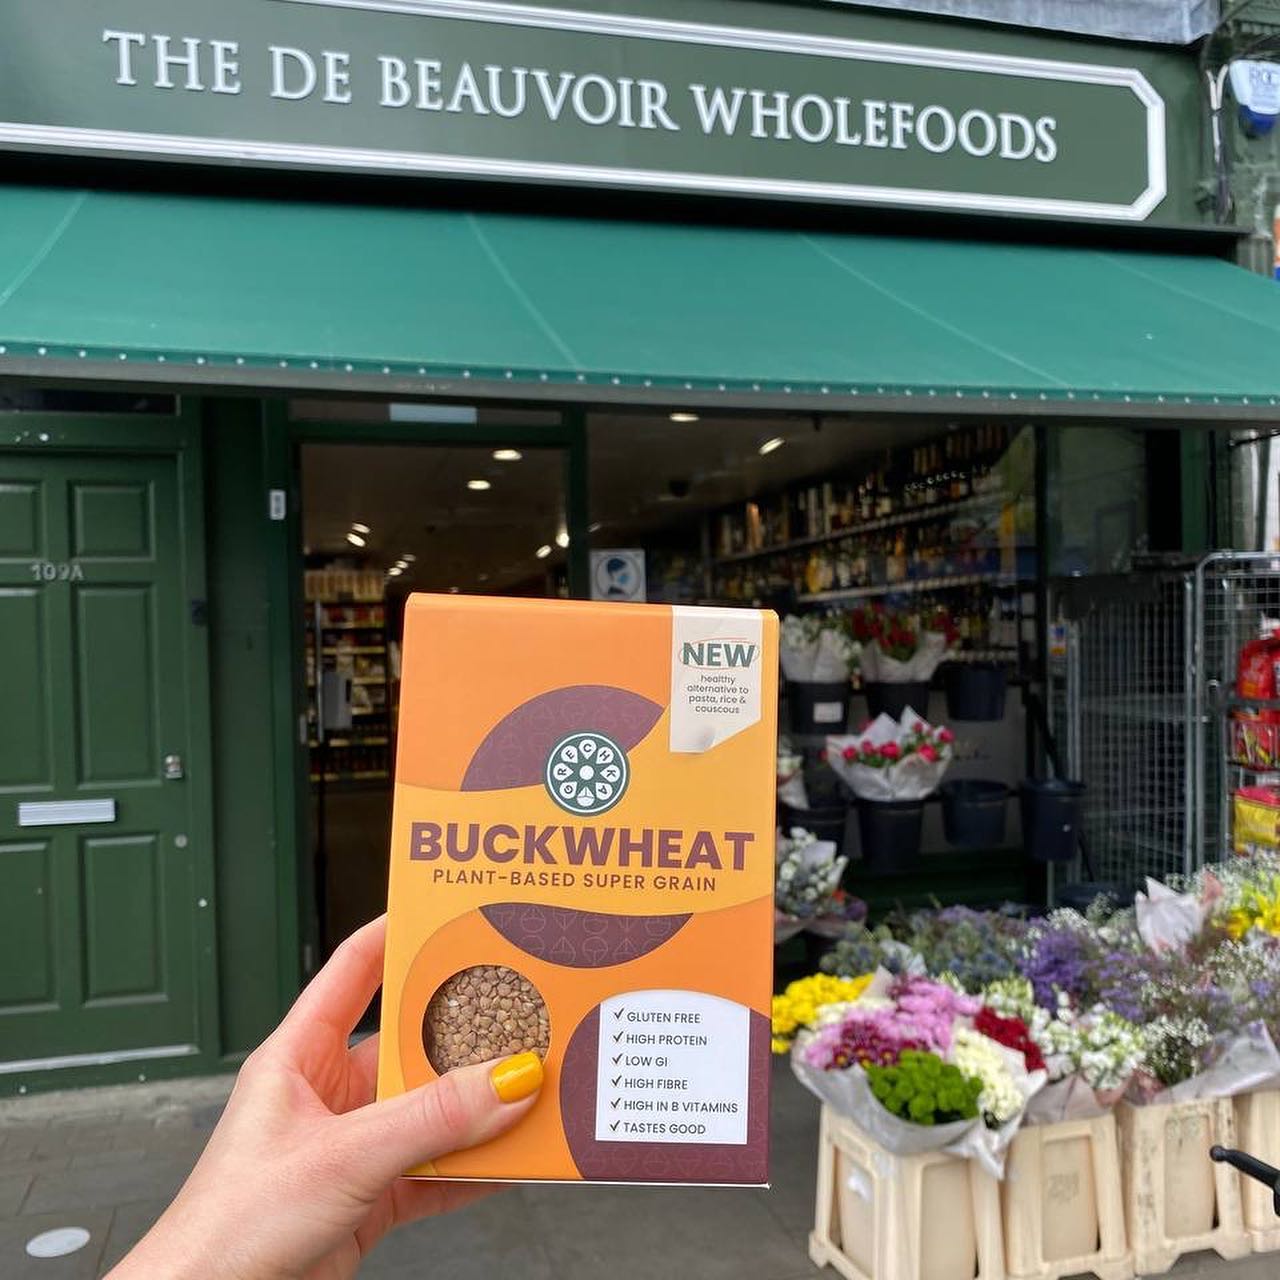 THE DE BEAUVOIR WHOLEFOODS
109A
NEW
healthy
alternative to
pasta, rice &
couscous
GRECHKA
BUCKWHEAT
PLANT-BASED SUPER GRAIN
✓ GLUTEN FREE
✓ HIGH PROTEIN
✓ LOW GI
✓ HIGH FIBRE
✓ HIGH IN B VITAMINS
✓ TASTES GOOD